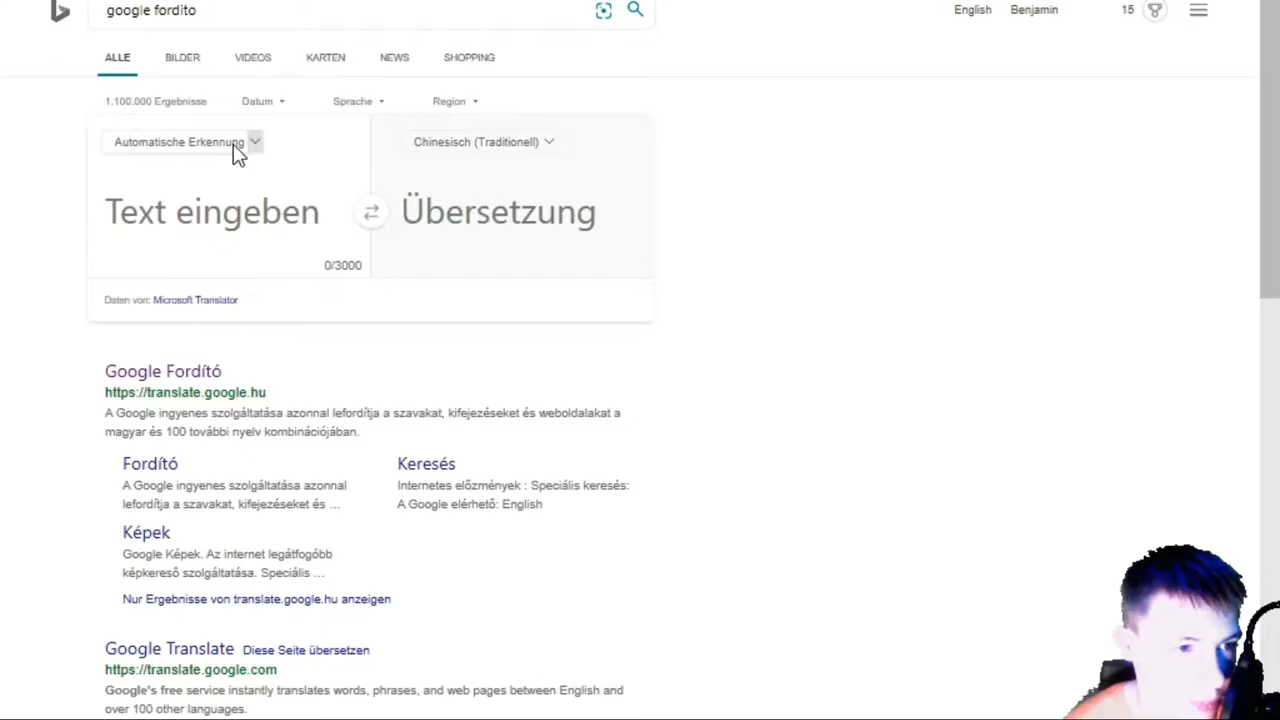 google fordito
English Benjamin 15
ALLE BILDER VIDEOS KARTEN NEWS SHOPPING
1.100.000 Ergebnisse Datum Sprache Region
Automatische Erkennung Chinesisch (Traditionell)
Text eingeben Übersetzung
0/3000
Daten von: Microsoft Translator
Google Fordító
https://translate.google.hu
A Google ingyenes szolgáltatása azonnal lefordítja a szavakat, kifejezéseket és weboldalakat a
magyar és 100 további nyelv kombinációjában.
Fordító
A Google ingyenes szolgáltatása azonnal
lefordítja a szavakat, kifejezéseket és ...
Keresés
Internetes előzmények : Speciális keresés:
A Google elérhető: English
Képek
Google Képek. Az internet legátfogóbb
képkereső szolgáltatása. Speciális ...
Nur Ergebnisse von translate.google.hu anzeigen
Google Translate Diese Seite übersetzen
https://translate.google.com
Google's free service instantly translates words, phrases, and web pages between English and
over 100 other languages.